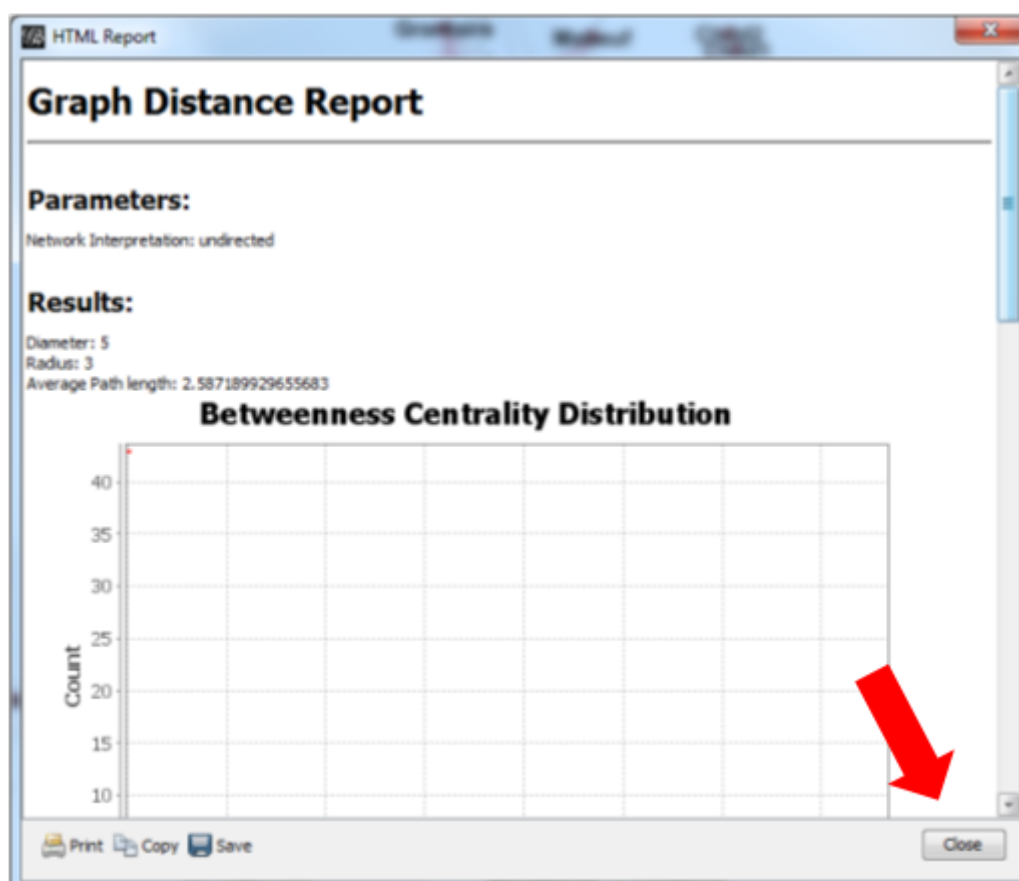 HTML Report
Graph Distance Report
Parameters:
Network Interpretation: undirected
Results:
Diameter: 5
Radius: 3
Average Path length: 2.587189929655683
Betweenness Centrality Distribution
40
35
30
25
20
15
10
Count
Print Copy Save
Close